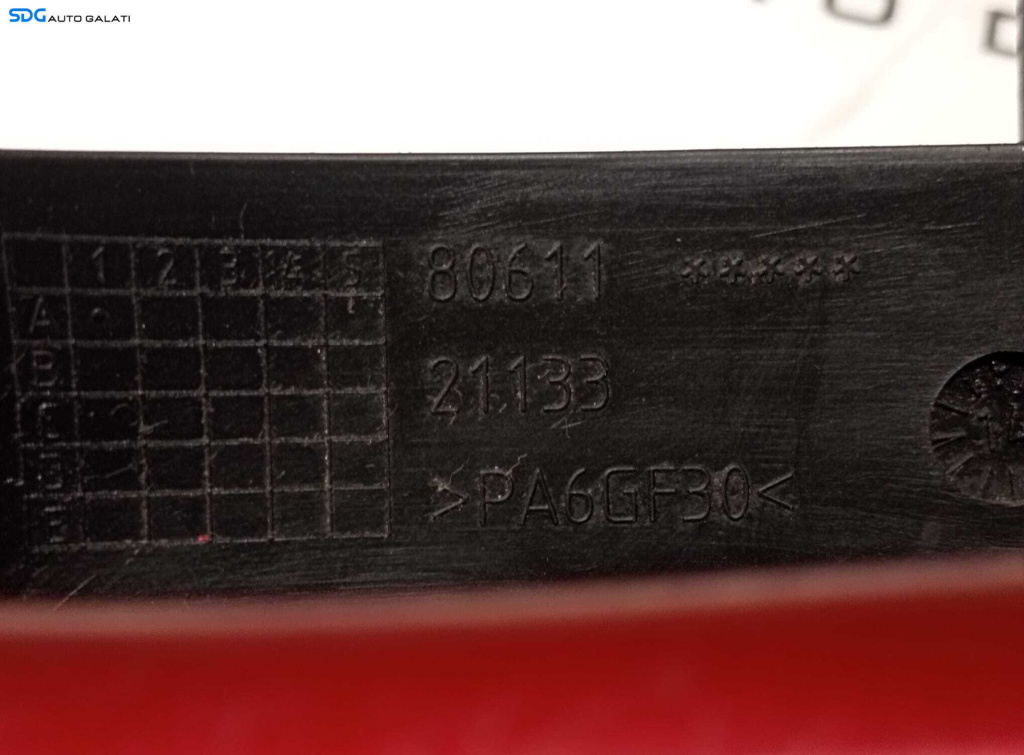 SDG AUTO GALATI
1 2 3 4 5
80611 *****
A
B
21133
C
D
>PA6GF30<
E